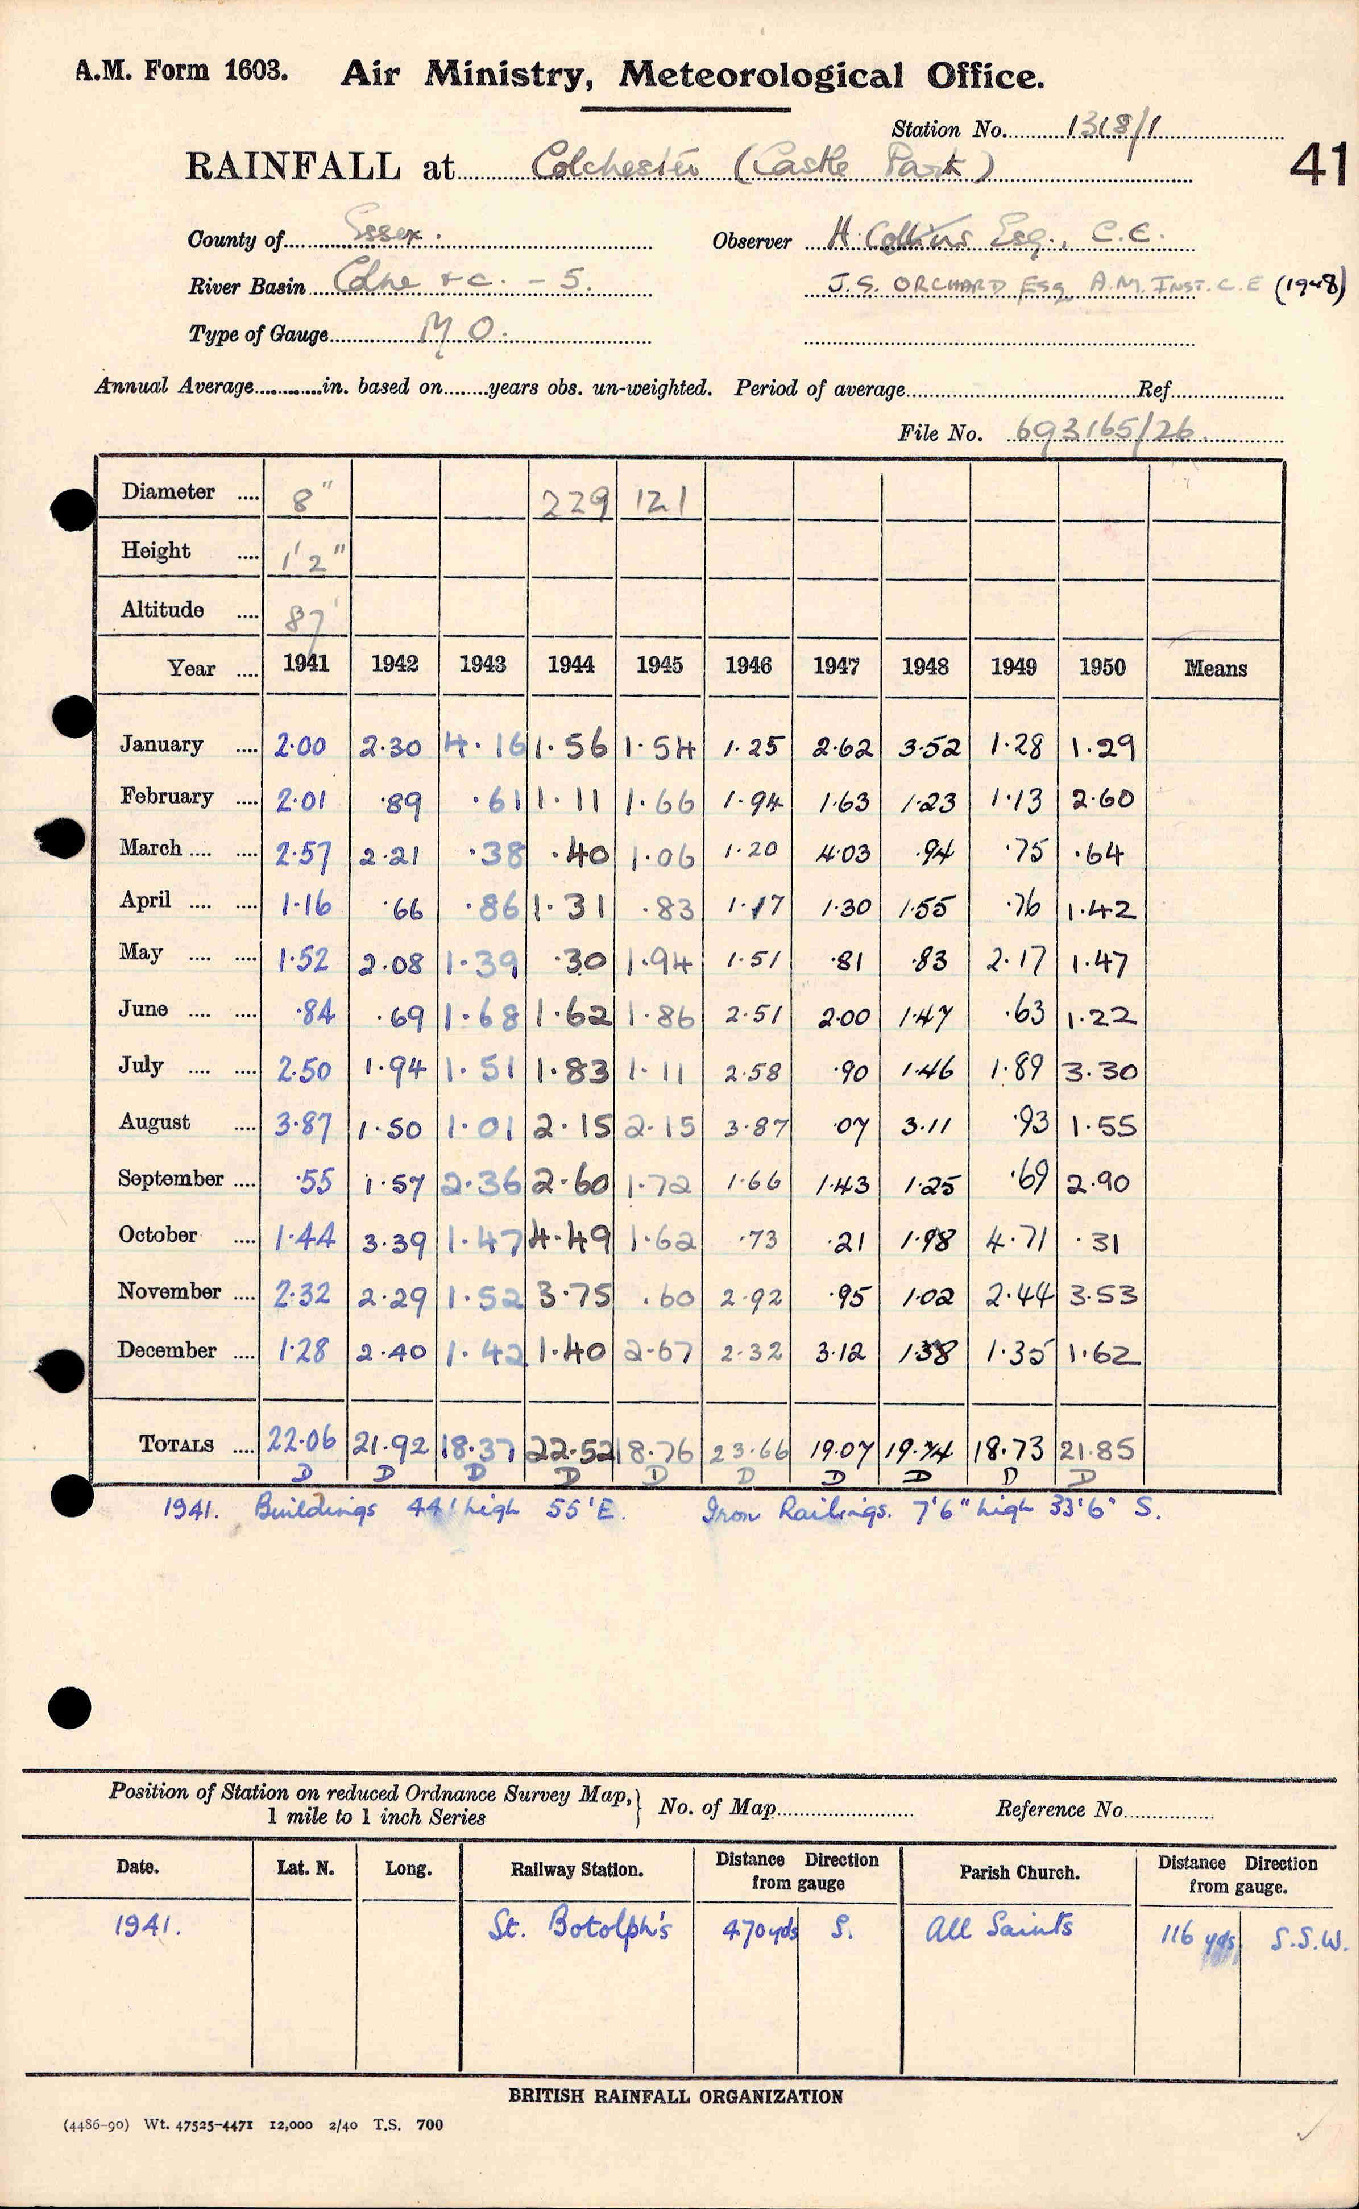 A.M. Form 1603. Air Ministry, Meteorological Office.
Station No. 1318/1
RAINFALL at Colchester (Castle Park)
41
County of Essex. Observer H. Collins Esq., C.E.
River Basin Colne & c. - 5. J.S. ORCHARD Esq A.M. INST. C.E (1948)
Type of Gauge M O.
Annual Average in. based on years obs. un-weighted. Period of average Ref
File No. 693165/26
Diameter .... 8" 229 121
Height .... 1'2"
Altitude .... 87'
Year .... 1941 1942 1943 1944 1945 1946 1947 1948 1949 1950 Means
January .... 2.00 2.30 4.16 1.56 1.54 1.25 2.62 3.52 1.28 1.29
February .... 2.01 .89 .61 1.11 1.66 1.94 1.63 1.23 1.13 2.60
March .... .... 2.57 2.21 .38 .40 1.06 1.20 4.03 .94 .75 .64
April .... .... 1.16 .66 .86 1.31 .83 1.17 1.30 1.55 .76 1.42
May .... .... 1.52 2.08 1.39 .30 1.94 1.51 .81 .83 2.17 1.47
June .... .... .84 .69 1.68 1.62 1.86 2.51 2.00 1.47 .63 1.22
July .... .... 2.50 1.94 1.51 1.83 1.11 2.58 .90 1.46 1.89 3.30
August .... 3.87 1.50 1.01 2.15 2.15 3.87 .07 3.11 .93 1.55
September .... .55 1.57 2.36 2.60 1.72 1.66 1.43 1.25 .69 2.90
October .... 1.44 3.39 1.47 4.49 1.62 .73 .21 1.98 4.71 .31
November .... 2.32 2.29 1.52 3.75 .60 2.92 .95 1.02 2.44 3.53
December .... 1.28 2.40 1.42 1.40 2.67 2.32 3.12 1.38 1.35 1.62
TOTALS .... 22.06 21.92 18.37 22.52 18.76 23.66 19.07 19.74 18.73 21.85
D D D D D D D D D D
1941. Buildings 44' high 55' E. Iron Railings. 7'6" high 33'6" S.
Position of Station on reduced Ordnance Survey Map,
1 mile to 1 inch Series
No. of Map Reference No.
Date. Lat. N. Long. Railway Station. Distance Direction from gauge Parish Church. Distance Direction from gauge.
1941. St. Botolph's 470 yds S. All Saints 116 yds. S.S.W.
BRITISH RAINFALL ORGANIZATION
(4486-90) Wt. 47525-4471 12,000 2/40 T.S. 700